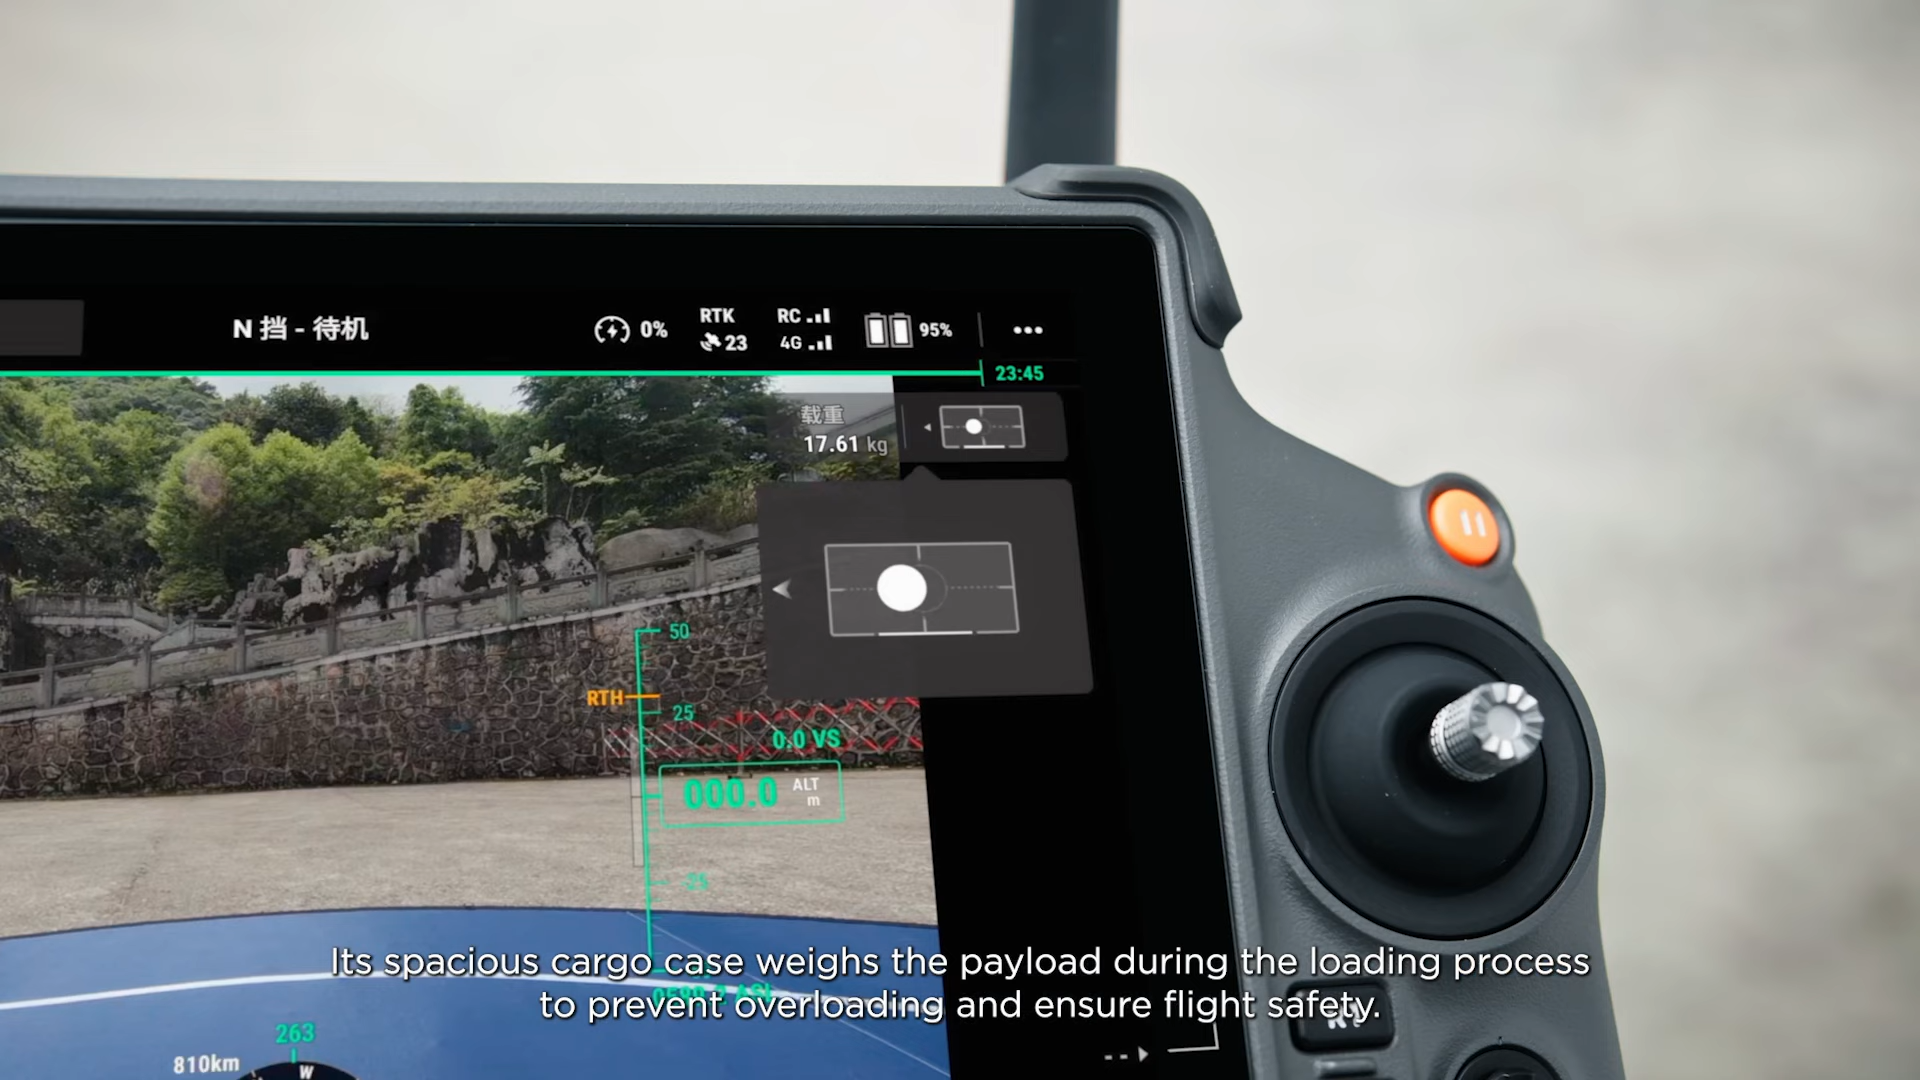 N 挡 - 待机
0%
RTK
23
RC
4G
95%
23:45
载重
17.61 kg
50
RTH
25
0.0 VS
000.0 ALT m
-25
Its spacious cargo case weighs the payload during the loading process
to prevent overloading and ensure flight safety.
263
810km
W